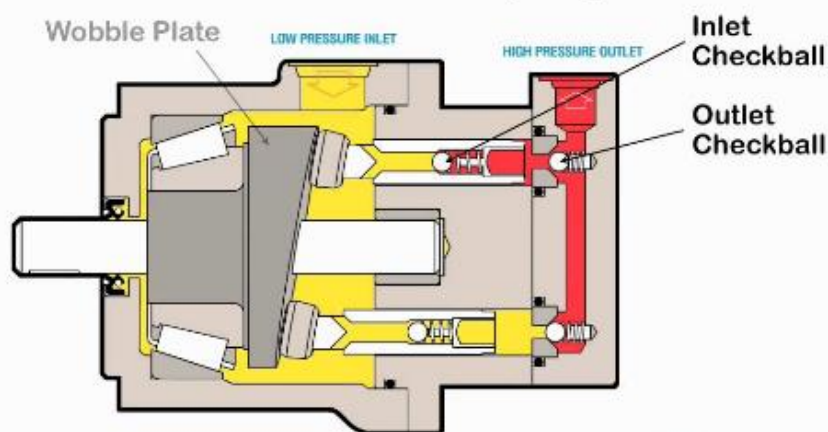 Wobble Plate
LOW PRESSURE INLET
HIGH PRESSURE OUTLET
Inlet
Checkball
Outlet
Checkball